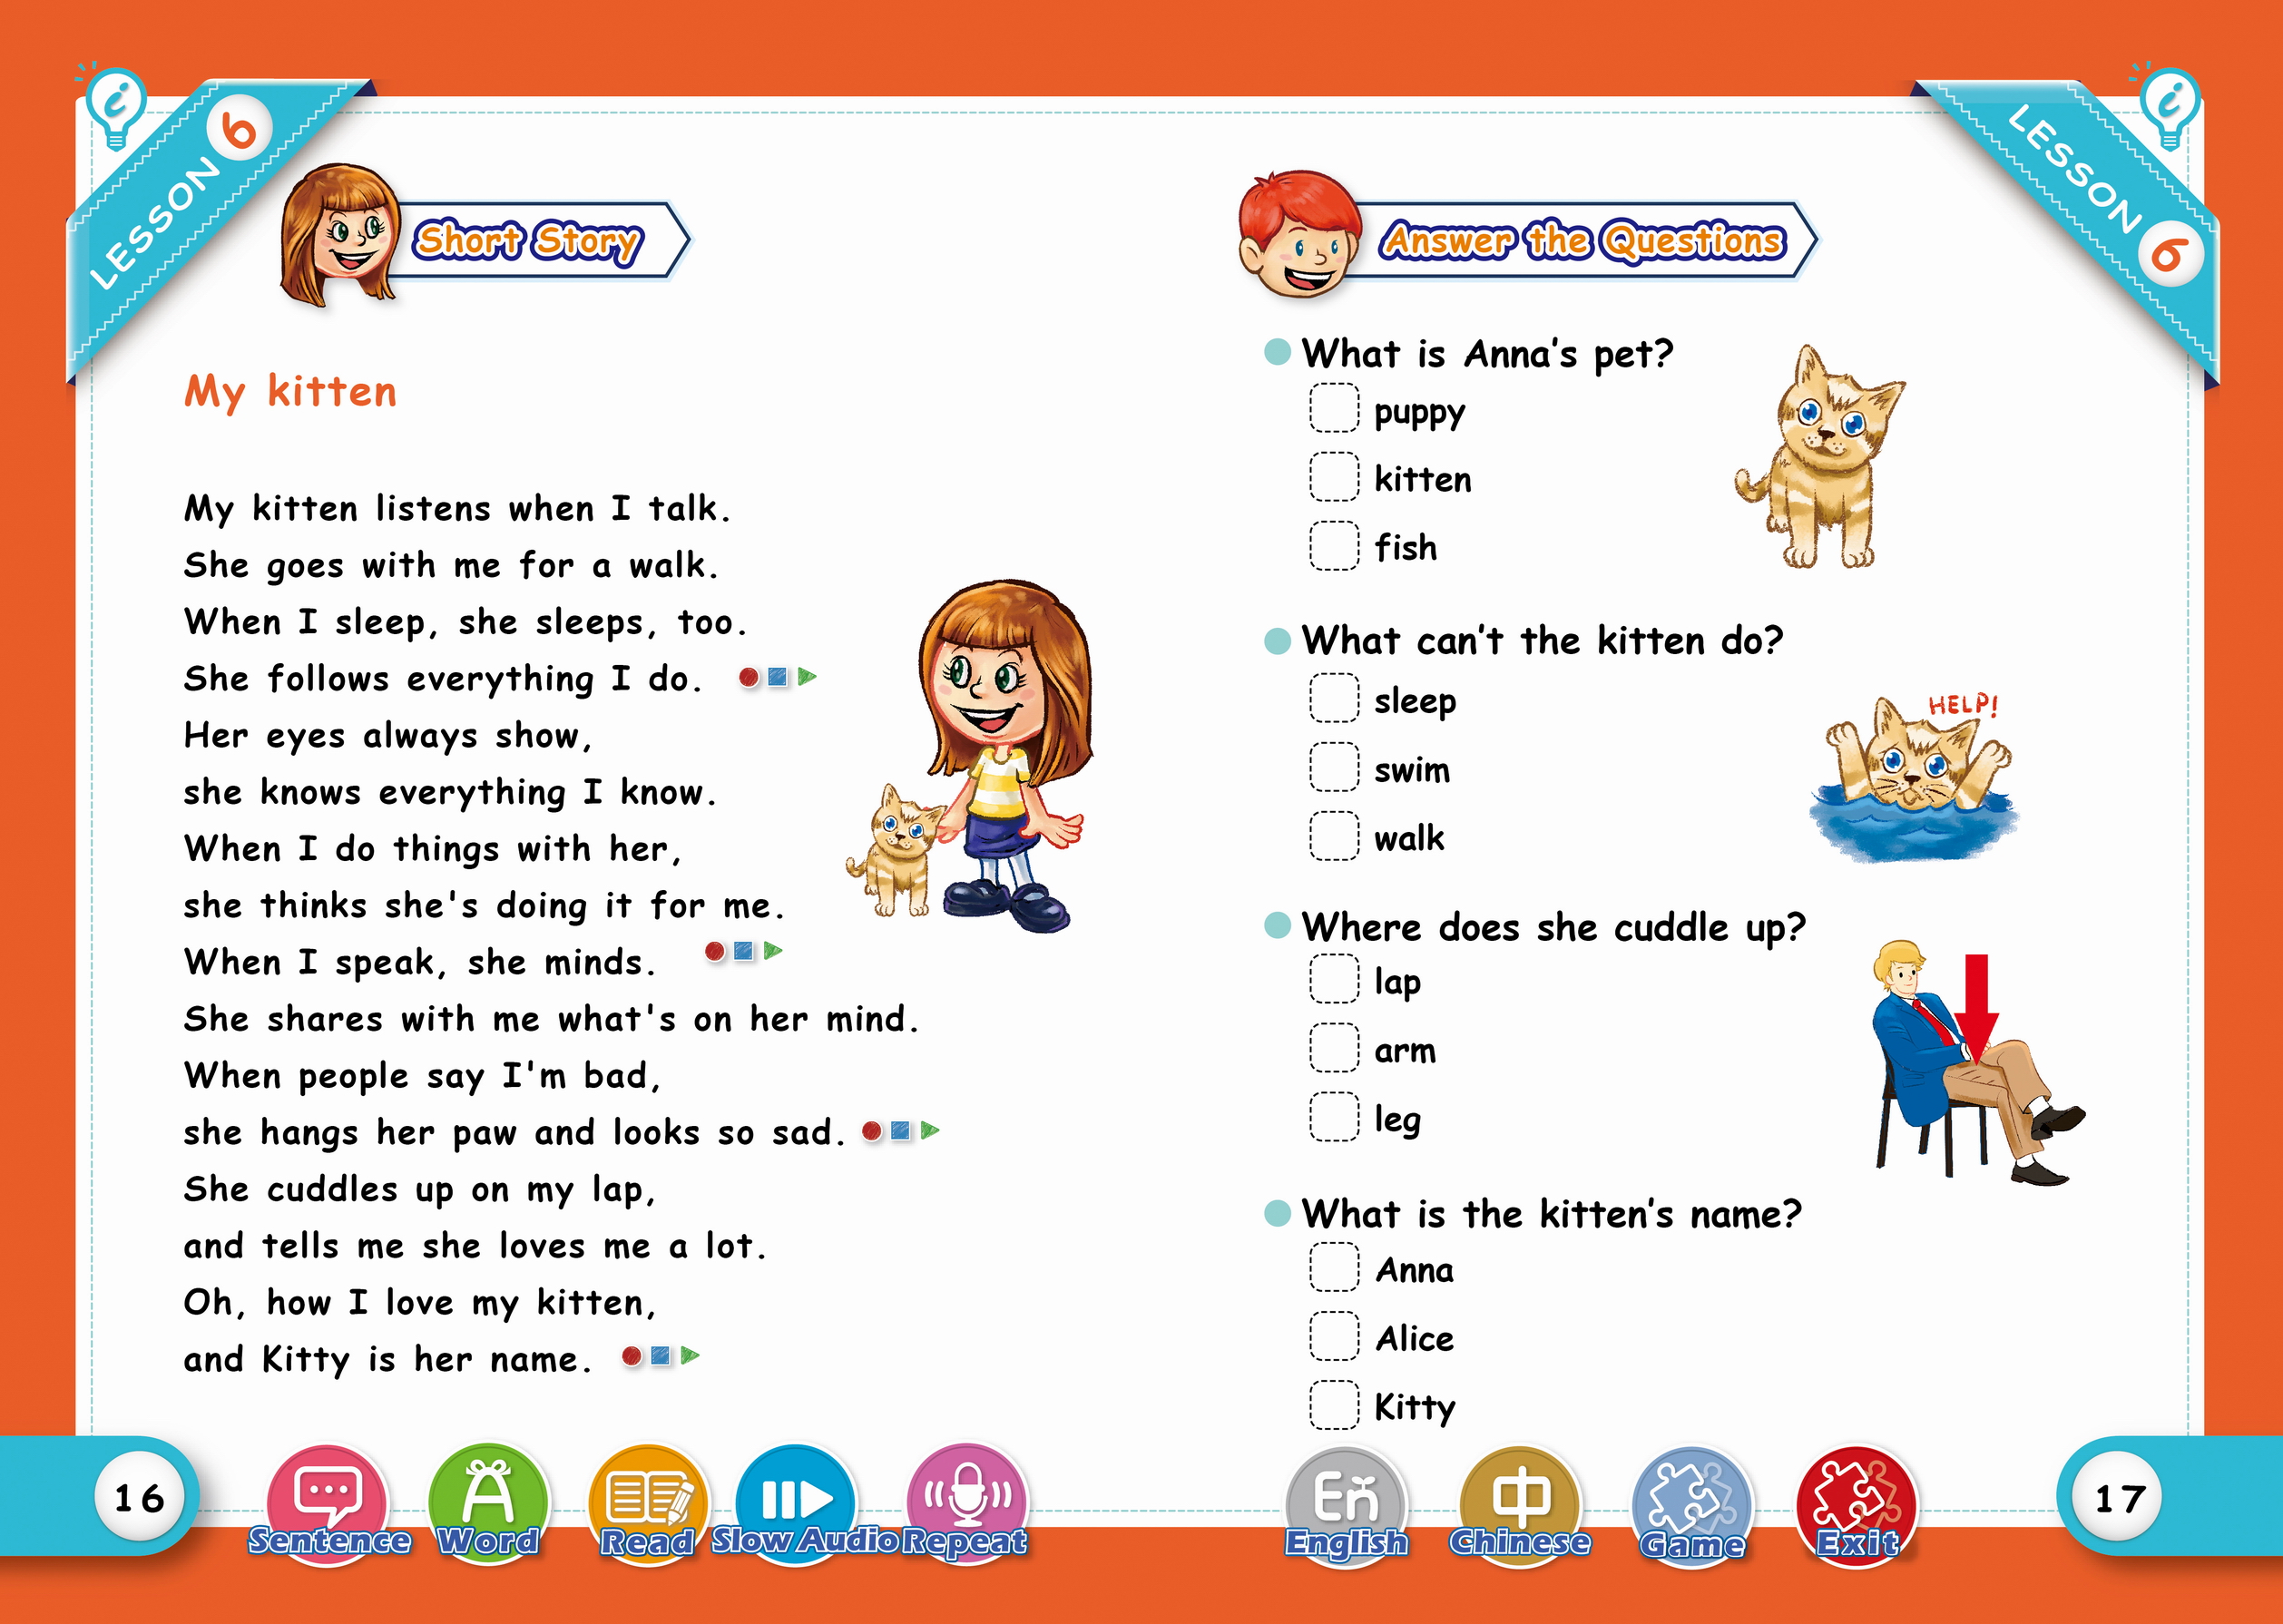 LESSON 6
Short Story
My kitten
My kitten listens when I talk.
She goes with me for a walk.
When I sleep, she sleeps, too.
She follows everything I do.
Her eyes always show,
she knows everything I know.
When I do things with her,
she thinks she's doing it for me.
When I speak, she minds.
She shares with me what's on her mind.
When people say I'm bad,
she hangs her paw and looks so sad.
She cuddles up on my lap,
and tells me she loves me a lot.
Oh, how I love my kitten,
and Kitty is her name.
16
Sentence
Word
Read
Slow Audio
Repeat
LESSON 6
Answer the Questions
What is Anna's pet?
puppy
kitten
fish
What can't the kitten do?
HELP!
sleep
swim
walk
Where does she cuddle up?
lap
arm
leg
What is the kitten's name?
Anna
Alice
Kitty
En
English
中
Chinese
Game
Exit
17